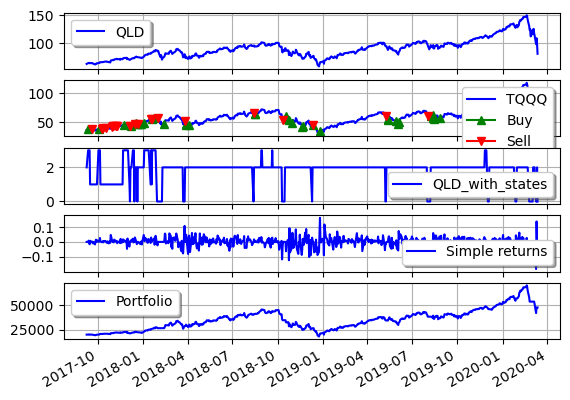 150
QLD
100
100
TQQQ
Buy
50
Sell
2
QLD_with_states
0
0.1
0.0
Simple returns
−0.1
Portfolio
50000
25000
2017-10 2018-01 2018-04 2018-07 2018-10 2019-01 2019-04 2019-07 2019-10 2020-01 2020-04